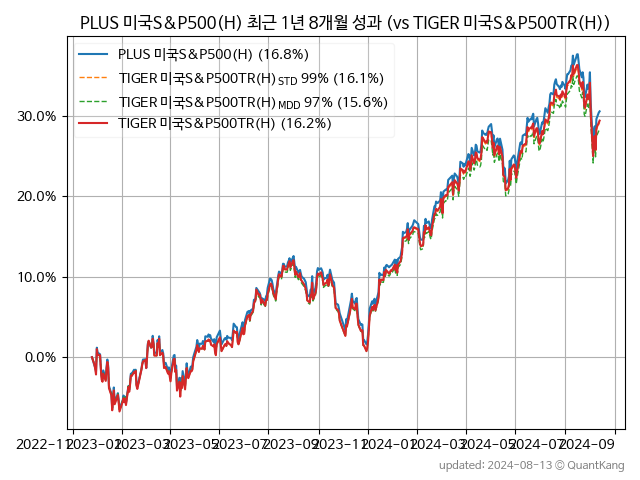 PLUS 미국S&P500(H) 최근 1년 8개월 성과 (vs TIGER 미국S&P500TR(H))
PLUS 미국S&P500(H) (16.8%)
TIGER 미국S&P500TR(H) STD 99% (16.1%)
TIGER 미국S&P500TR(H) MDD 97% (15.6%)
TIGER 미국S&P500TR(H) (16.2%)
30.0%
20.0%
10.0%
0.0%
2022-11 2023-01 2023-03 2023-05 2023-07 2023-09 2023-11 2024-01 2024-03 2024-05 2024-07 2024-09
updated: 2024-08-13 © QuantKang